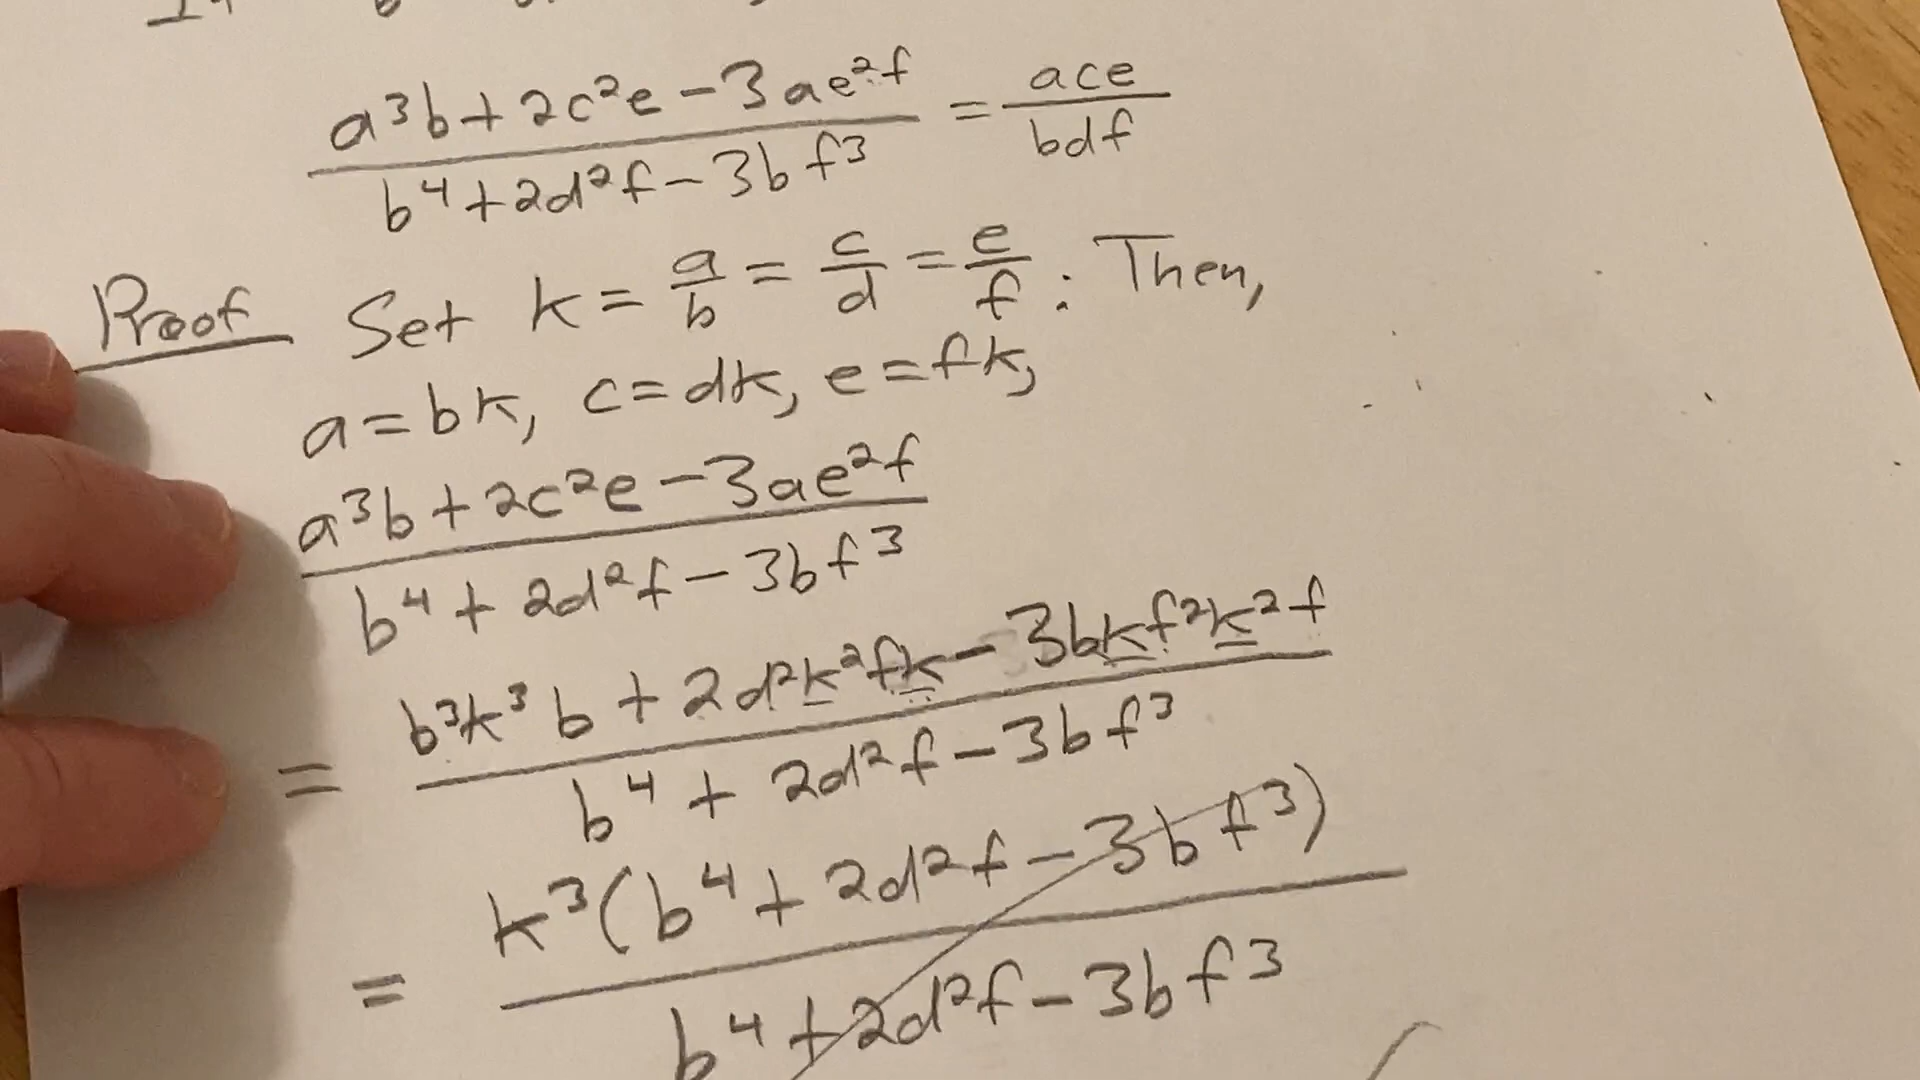 a³b + 2c²e - 3ae²f / b⁴ + 2d²f - 3bf³ = ace / bdf
Proof Set k = a/b = c/d = e/f. Then,
a = bk, c = dk, e = fk,
a³b + 2c²e - 3ae²f / b⁴ + 2d²f - 3bf³
= b³k³b + 2d²k²fk - 3bkf²k²f / b⁴ + 2d²f - 3bf³
= k³(b⁴ + 2d²f - 3bf³) / b⁴ + 2d²f - 3bf³